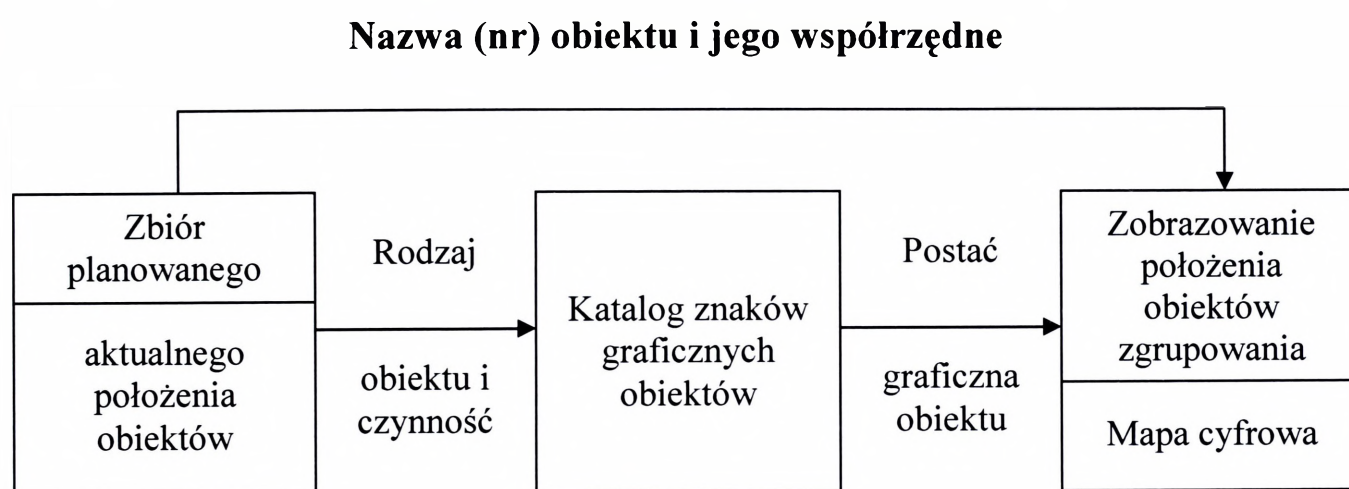 Nazwa (nr) obiektu i jego współrzędne
Zbiór
planowanego
aktualnego
położenia
obiektów
Rodzaj
obiektu i
czynność
Katalog znaków
graficznych
obiektów
Postać
graficzna
obiektu
Zobrazowanie
położenia
obiektów
zgrupowania
Mapa cyfrowa